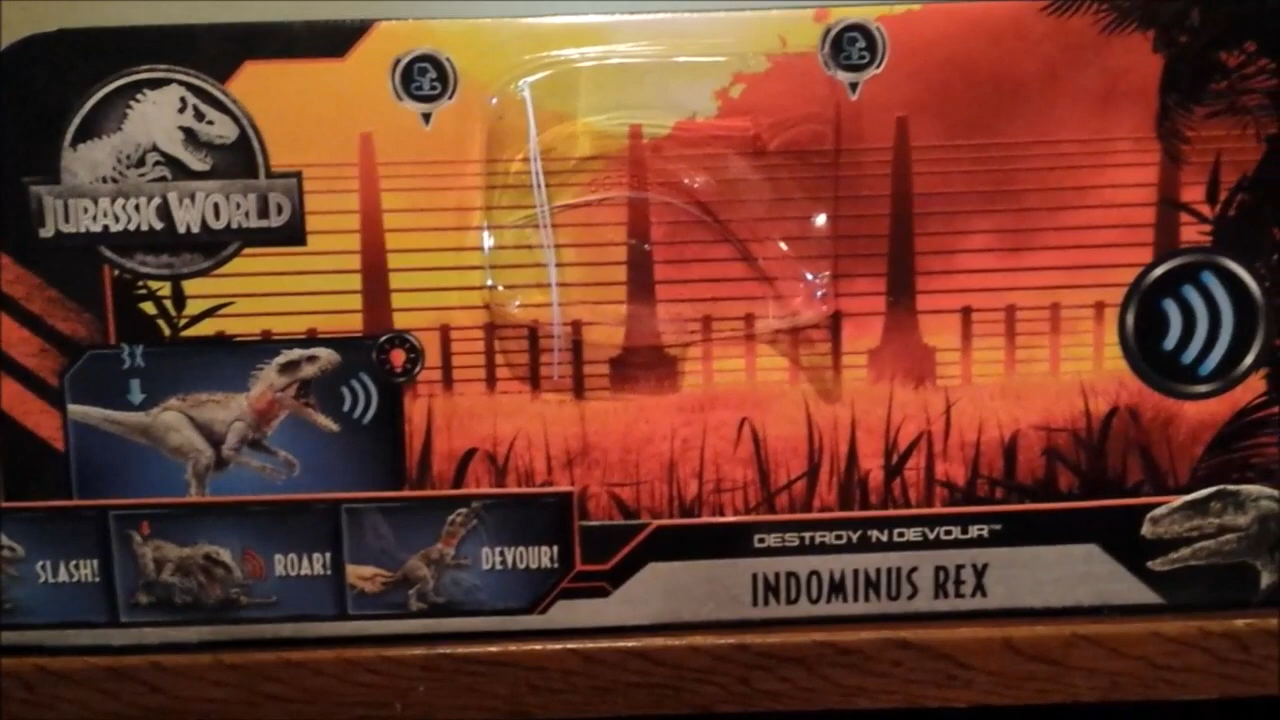 JURASSIC WORLD
3X
SLASH!
ROAR!
DEVOUR!
DESTROY 'N DEVOUR™
INDOMINUS REX